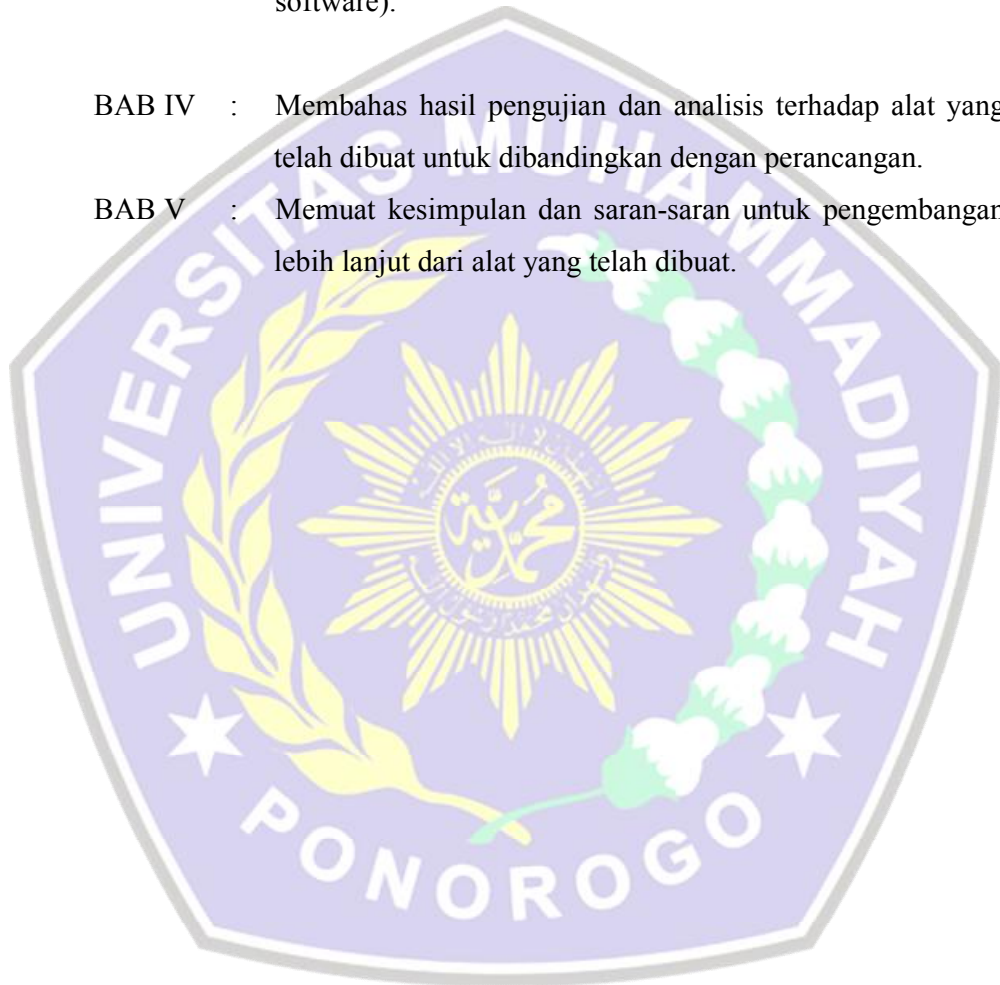 software).
BAB IV : Membahas hasil pengujian dan analisis terhadap alat yang
telah dibuat untuk dibandingkan dengan perancangan.
BAB V : Memuat kesimpulan dan saran-saran untuk pengembangan
lebih lanjut dari alat yang telah dibuat.
UNIVERSITAS MUHAMMADIYAH
PONOROGO